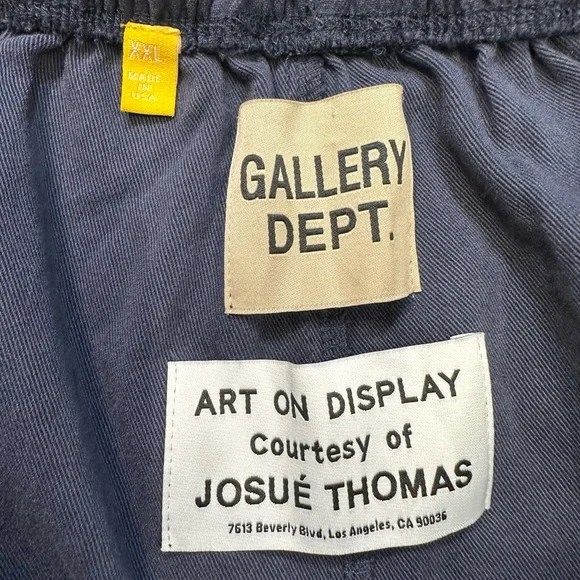 XXL
MADE
IN
USA
GALLERY
DEPT.
ART ON DISPLAY
Courtesy of
JOSUÉ THOMAS
7613 Beverly Blvd, Los Angeles, CA 90036